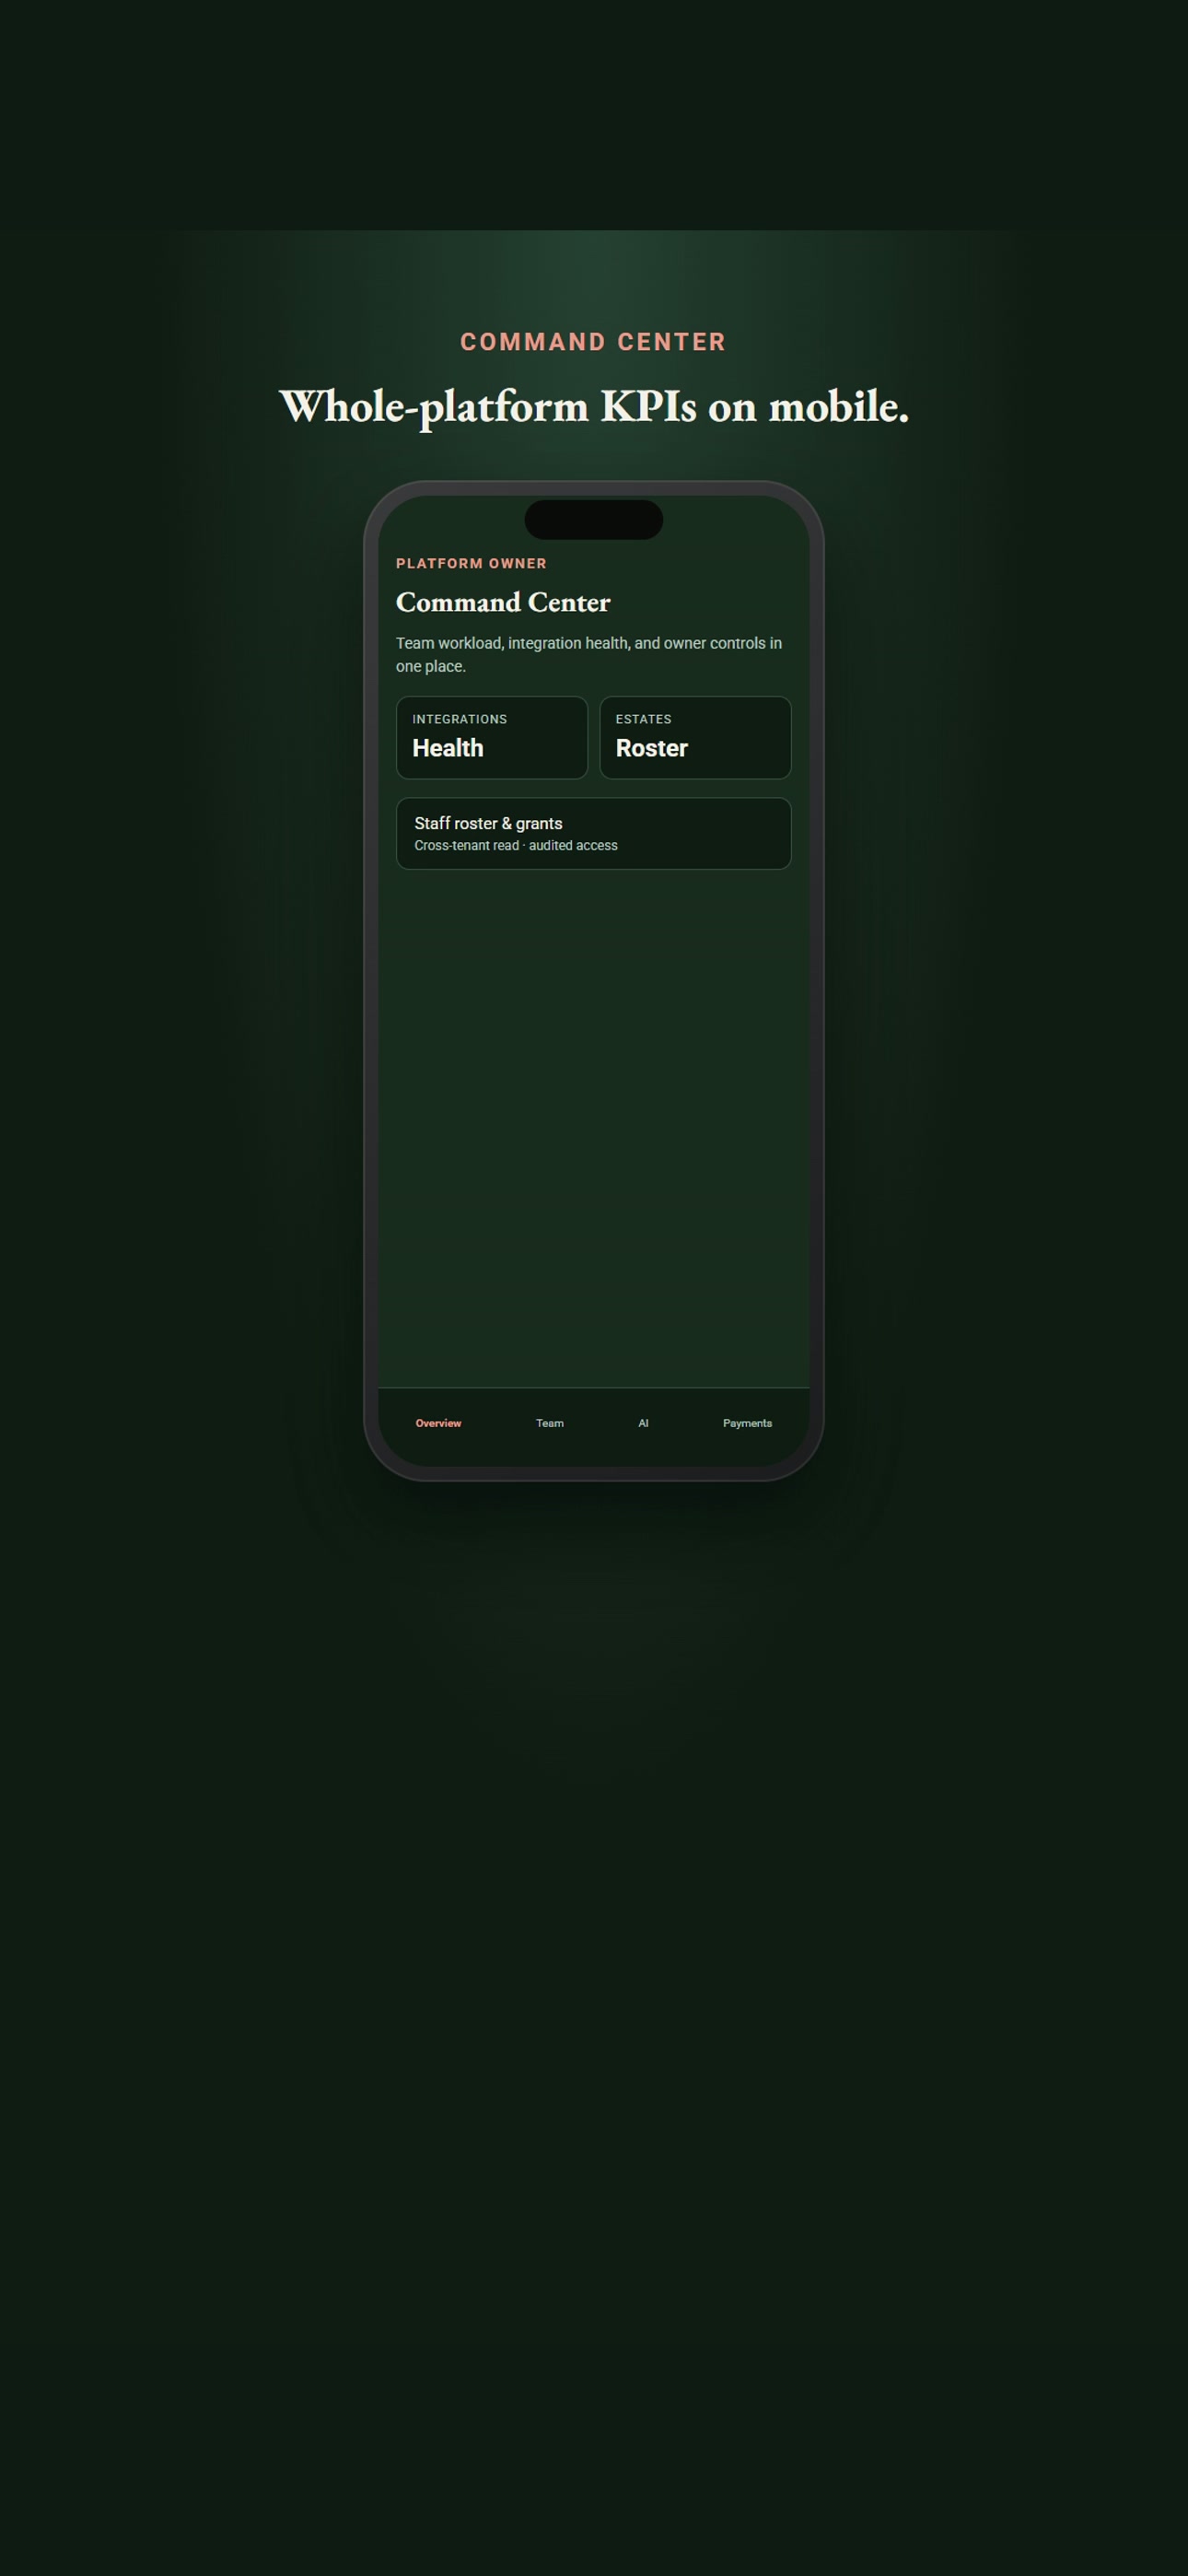 COMMAND CENTER
Whole-platform KPIs on mobile.
PLATFORM OWNER
Command Center
Team workload, integration health, and owner controls in
one place.
INTEGRATIONS
Health
ESTATES
Roster
Staff roster & grants
Cross-tenant read · audited access
Overview
Team
AI
Payments